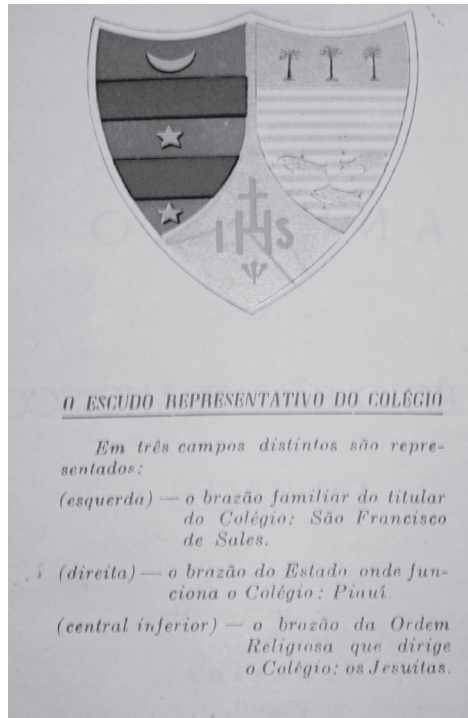 IHS
O ESCUDO REPRESENTATIVO DO COLÉGIO
Em três campos distintos são repre-
sentados:
(esquerda) — o brazão familiar do titular
do Colégio: São Francisco
de Sales.
(direita) — o brazão do Estado onde fun-
ciona o Colégio: Piauí
(central inferior) — o brazão da Ordem
Religiosa que dirige
o Colégio: os Jesuítas.